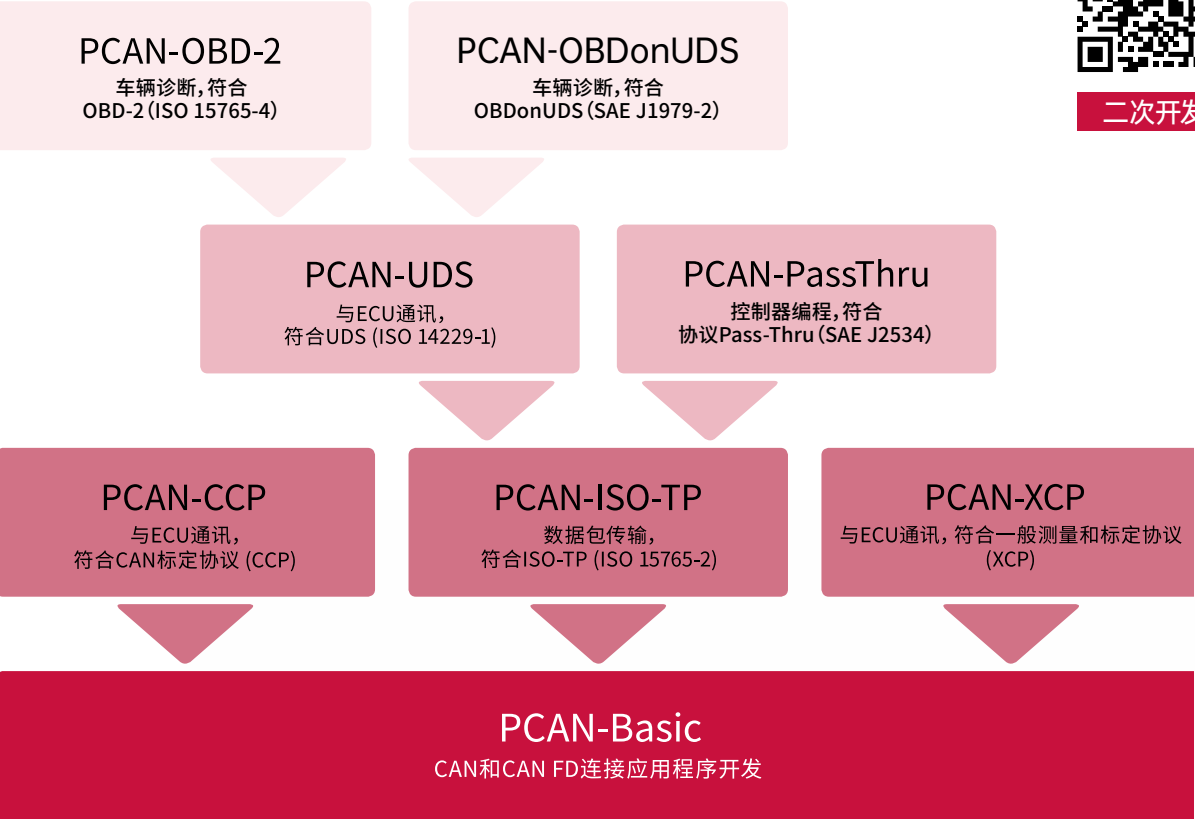 PCAN-OBD-2
车辆诊断,符合
OBD-2(ISO 15765-4)
PCAN-OBDonUDS
车辆诊断,符合
OBDonUDS(SAE J1979-2)
二次开发
PCAN-UDS
与ECU通讯，
符合UDS (ISO 14229-1)
PCAN-PassThru
控制器编程,符合
协议Pass-Thru(SAE J2534)
PCAN-CCP
与ECU通讯，
符合CAN标定协议 (CCP)
PCAN-ISO-TP
数据包传输，
符合ISO-TP (ISO 15765-2)
PCAN-XCP
与ECU通讯，符合一般测量和标定协议
(XCP)
PCAN-Basic
CAN和CAN FD连接应用程序开发